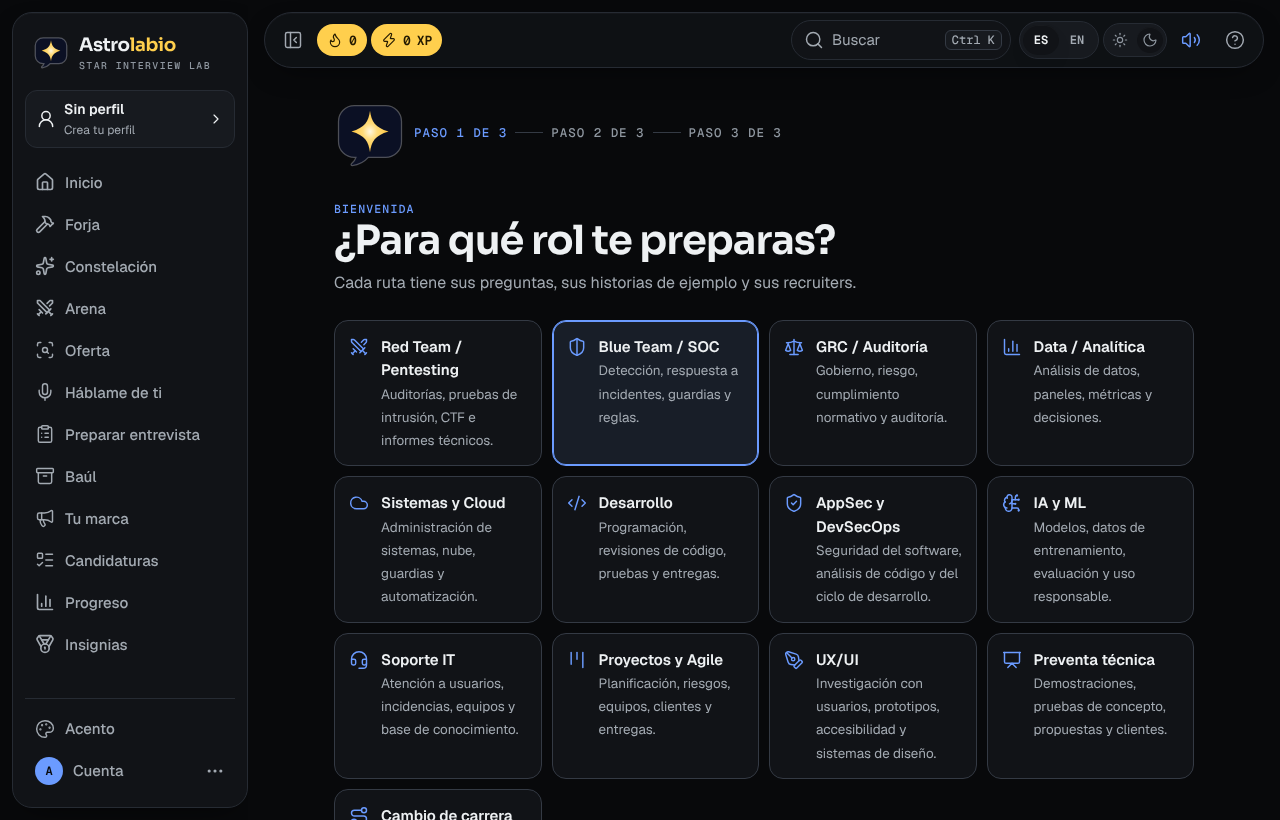 Astrolabio
STAR INTERVIEW LAB
Sin perfil
Crea tu perfil
Inicio
Forja
Constelación
Arena
Oferta
Háblame de ti
Preparar entrevista
Baúl
Tu marca
Candidaturas
Progreso
Insignias
Acento
A Cuenta
0
0 XP
Buscar
Ctrl K
ES EN
PASO 1 DE 3 PASO 2 DE 3 PASO 3 DE 3
BIENVENIDA
¿Para qué rol te preparas?
Cada ruta tiene sus preguntas, sus historias de ejemplo y sus recruiters.
Red Team /
Pentesting
Auditorías, pruebas de
intrusión, CTF e
informes técnicos.
Blue Team / SOC
Detección, respuesta a
incidentes, guardias y
reglas.
GRC / Auditoría
Gobierno, riesgo,
cumplimiento
normativo y auditoría.
Data / Analítica
Análisis de datos,
paneles, métricas y
decisiones.
Sistemas y Cloud
Administración de
sistemas, nube,
guardias y
automatización.
Desarrollo
Programación,
revisiones de código,
pruebas y entregas.
AppSec y
DevSecOps
Seguridad del software,
análisis de código y del
ciclo de desarrollo.
IA y ML
Modelos, datos de
entrenamiento,
evaluación y uso
responsable.
Soporte IT
Atención a usuarios,
incidencias, equipos y
base de conocimiento.
Proyectos y Agile
Planificación, riesgos,
equipos, clientes y
entregas.
UX/UI
Investigación con
usuarios, prototipos,
accesibilidad y
sistemas de diseño.
Preventa técnica
Demostraciones,
pruebas de concepto,
propuestas y clientes.
Cambio de carrera